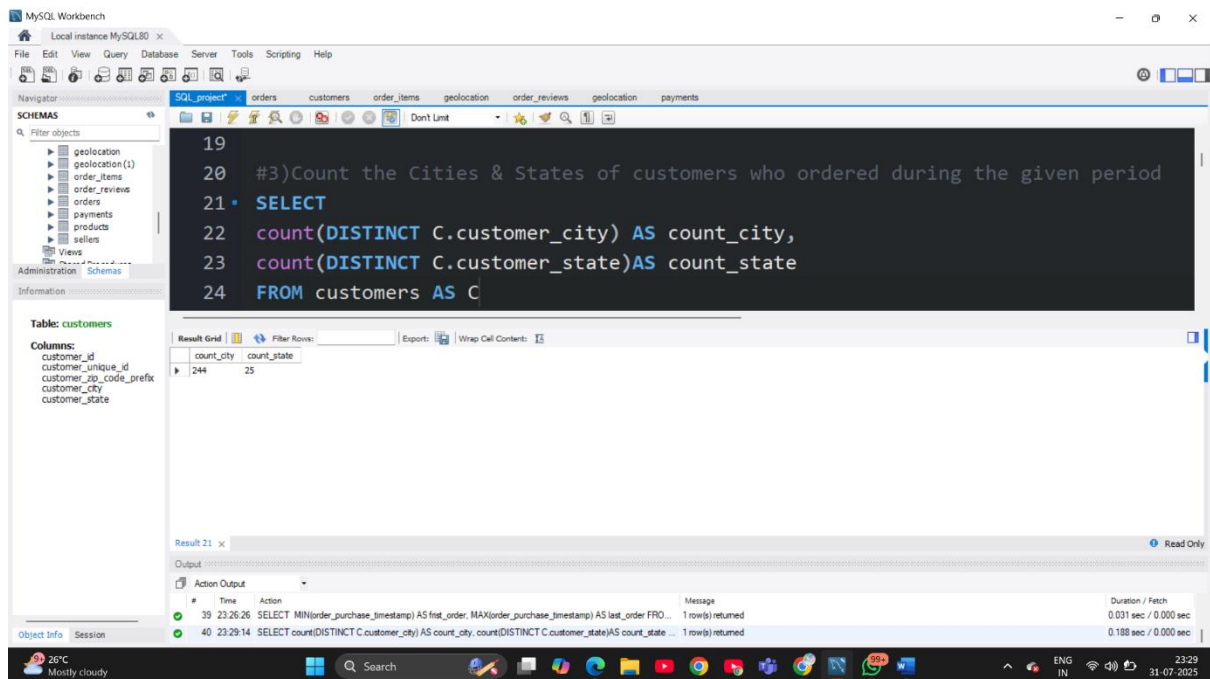 MySQL Workbench
Local instance MySQL80 ×
File Edit View Query Database Server Tools Scripting Help
Navigator
SQL_project* × orders customers order_items geolocation order_reviews geolocation payments
SCHEMAS
Don't Limit
Filter objects
geolocation
geolocation (1)
order_items
order_reviews
orders
payments
products
sellers
Views
Administration Schemas
Information
Table: customers
Columns:
customer_id
customer_unique_id
customer_zip_code_prefix
customer_city
customer_state
19
20 #3)Count the Cities & States of customers who ordered during the given period
21 SELECT
22 count(DISTINCT C.customer_city) AS count_city,
23 count(DISTINCT C.customer_state)AS count_state
24 FROM customers AS C
Result Grid Filter Rows: Export: Wrap Cell Content:
count_city count_state
244 25
Result 21 × Read Only
Output
Action Output
# Time Action Message Duration / Fetch
39 23:26:26 SELECT MIN(order_purchase_timestamp) AS frist_order, MAX(order_purchase_timestamp) AS last_order FRO... 1 row(s) returned 0.031 sec / 0.000 sec
40 23:29:14 SELECT count(DISTINCT C.customer_city) AS count_city, count(DISTINCT C.customer_state)AS count_state ... 1 row(s) returned 0.188 sec / 0.000 sec
Object Info Session
9+ 26°C
Mostly cloudy
Search
99+
ENG
IN
23:29
31-07-2025